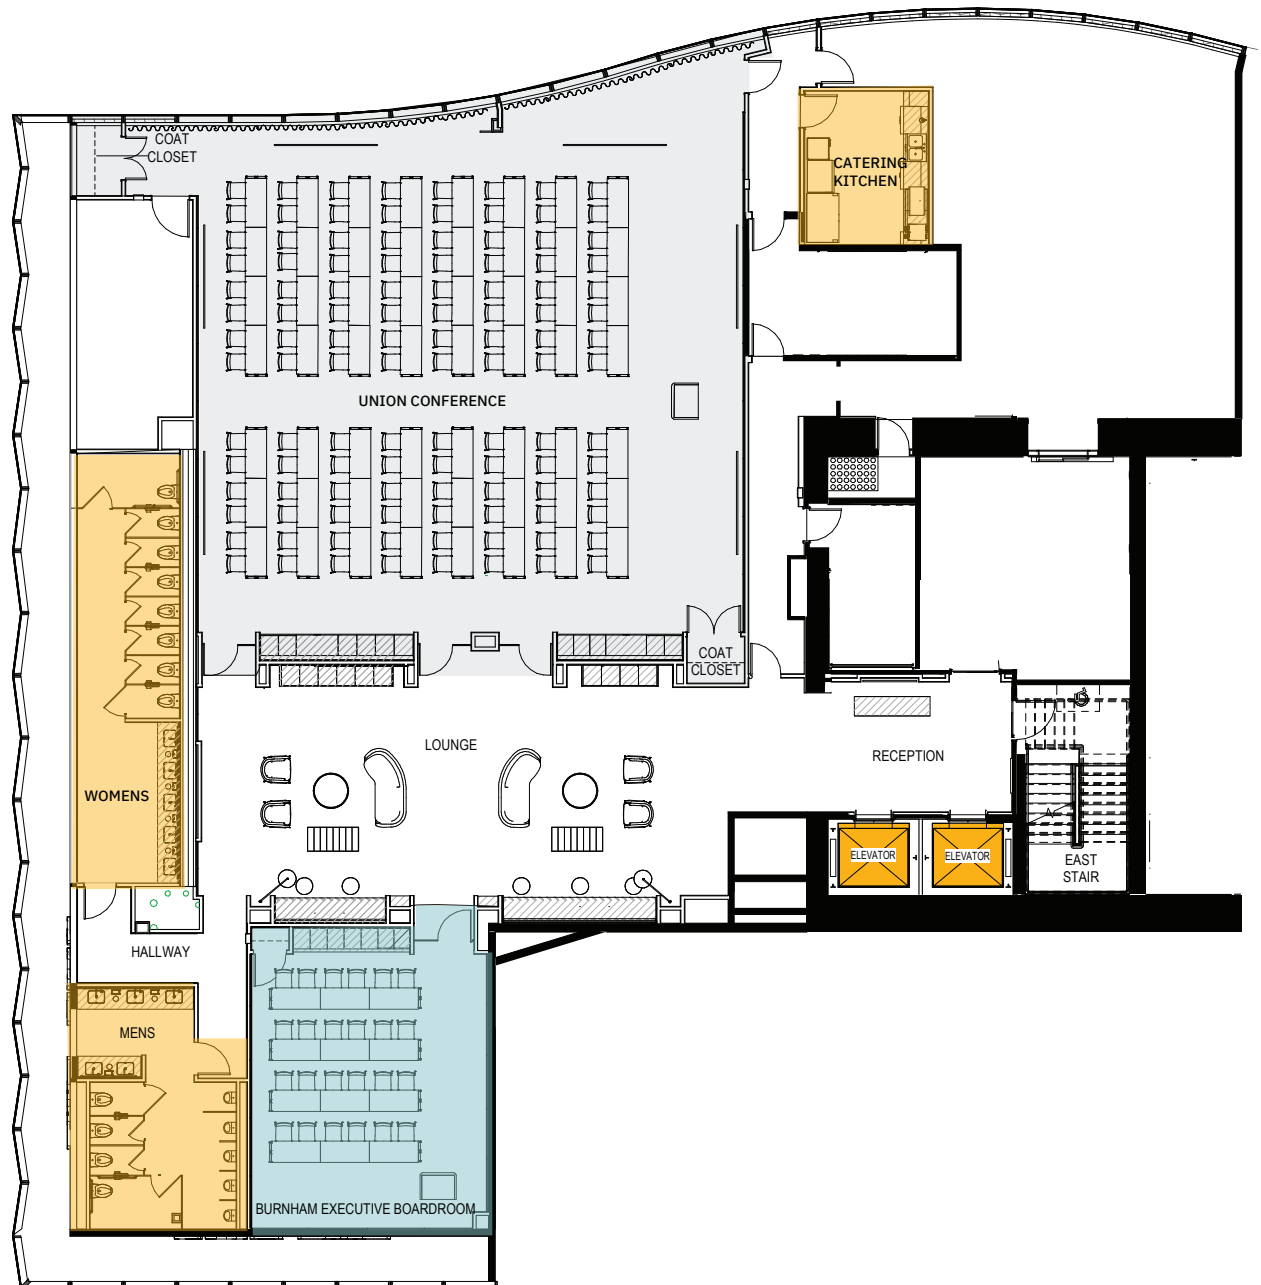 COAT
CLOSET
CATERING
KITCHEN
UNION CONFERENCE
COAT
CLOSET
LOUNGE
RECEPTION
WOMENS
ELEVATOR
ELEVATOR
EAST
STAIR
HALLWAY
MENS
BURNHAM EXECUTIVE BOARDROOM